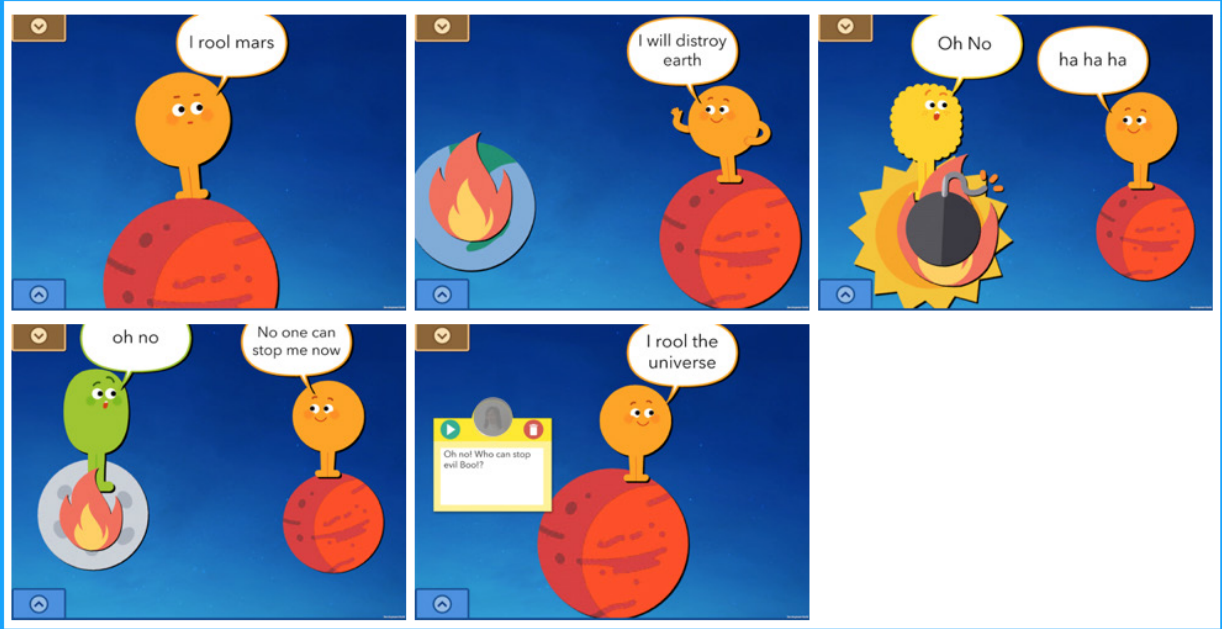 I rool mars
I will distroy
earth
Oh No
ha ha ha
oh no
No one can
stop me now
I rool the
universe
Oh no! Who can stop
evil Boo!?